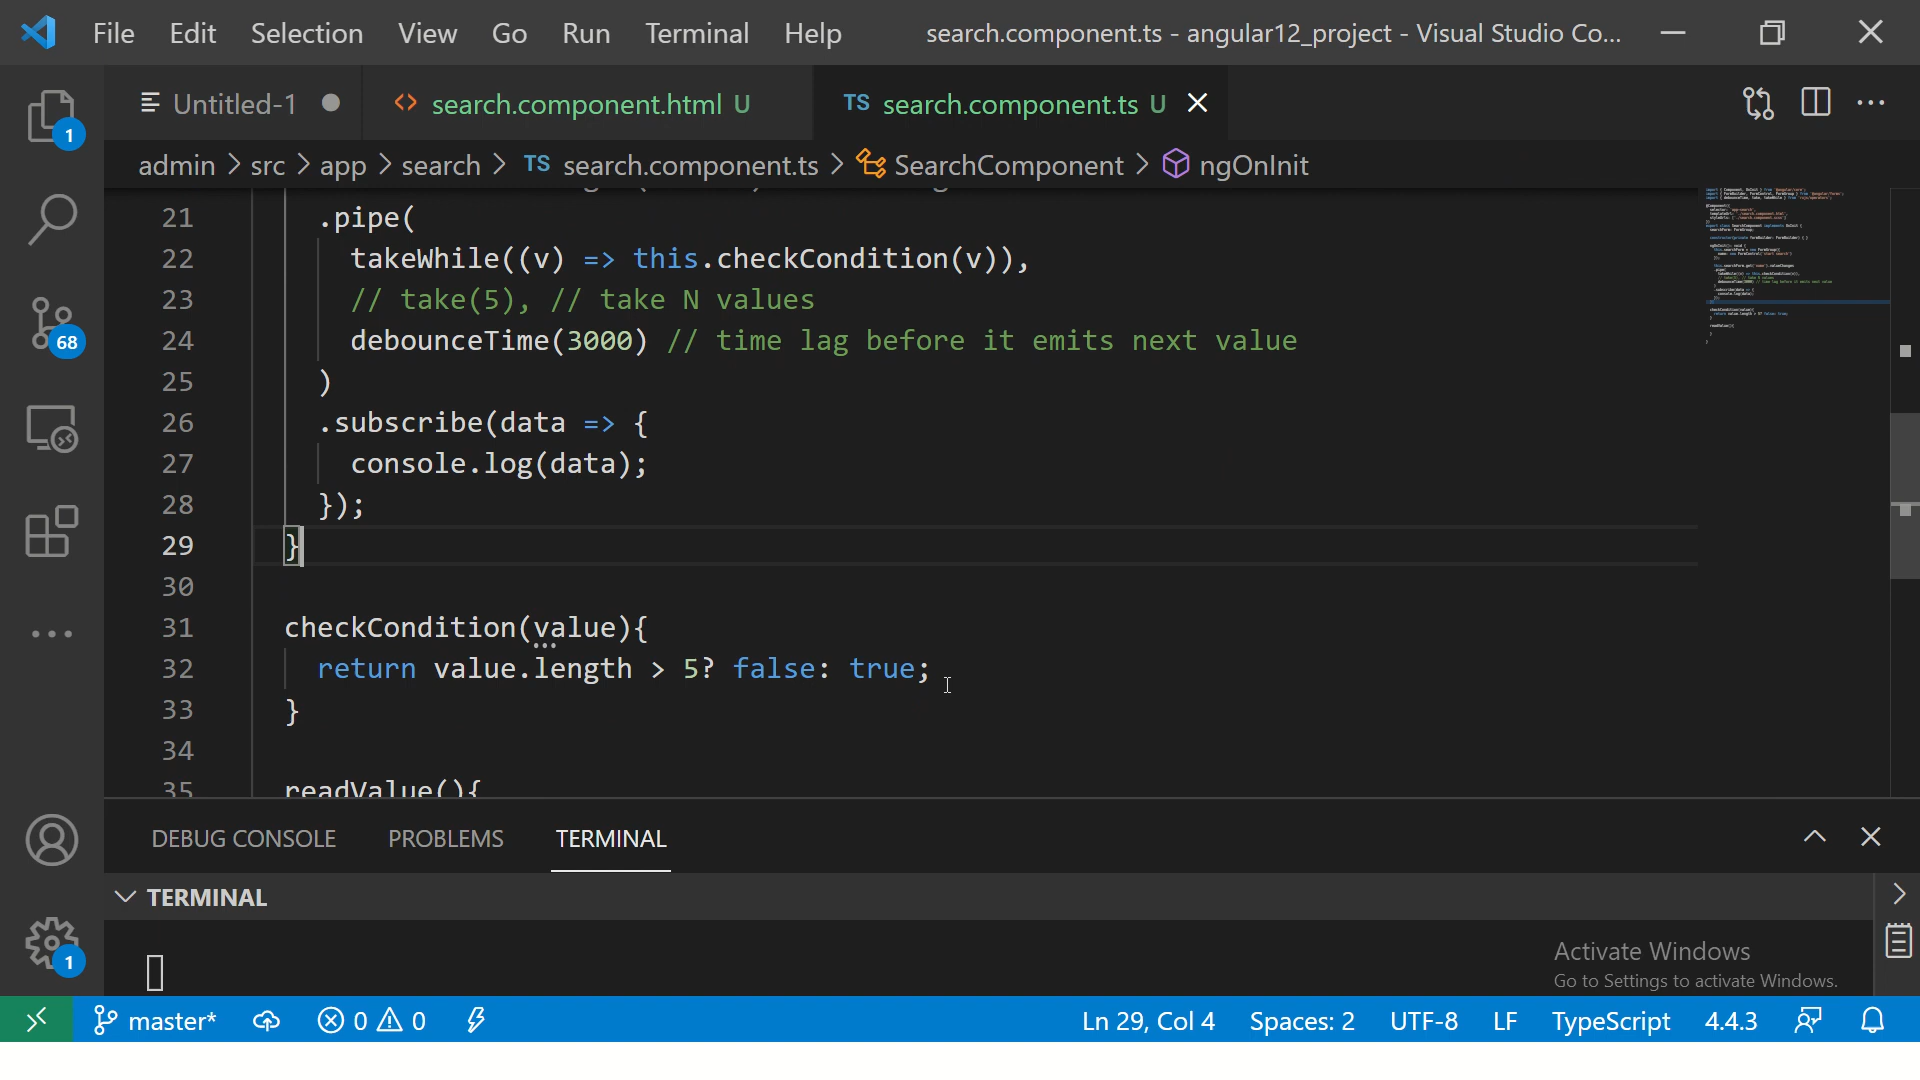 File Edit Selection View Go Run Terminal Help search.component.ts - angular12_project - Visual Studio Co...
Untitled-1 search.component.html U TS search.component.ts U
admin > src > app > search > TS search.component.ts > SearchComponent > ngOnInit
21 .pipe(
22 takeWhile((v) => this.checkCondition(v)),
23 // take(5), // take N values
24 debounceTime(3000) // time lag before it emits next value
25 )
26 .subscribe(data => {
27 console.log(data);
28 });
29 }
30
31 checkCondition(value){
32 return value.length > 5? false: true;
33 }
34
35 readValue(){
1
68
1
DEBUG CONSOLE PROBLEMS TERMINAL
TERMINAL
Activate Windows
Go to Settings to activate Windows.
master* 0 0 Ln 29, Col 4 Spaces: 2 UTF-8 LF TypeScript 4.4.3